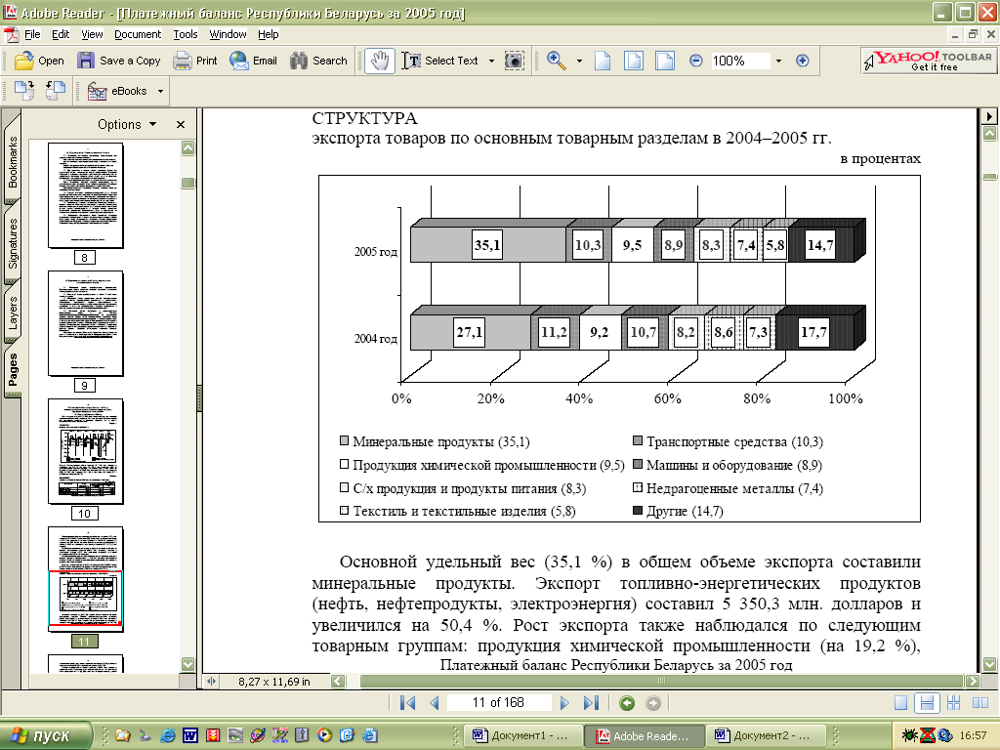 Adobe Reader - [Платежный баланс Республики Беларусь за 2005 год]
File Edit View Document Tools Window Help
Open Save a Copy Print Email Search Select Text 100% YAHOO! TOOLBAR
Get it free
eBooks
Options
Bookmarks
Signatures
Layers
Pages
8
9
10
11
СТРУКТУРА
экспорта товаров по основным товарным разделам в 2004–2005 гг.
в процентах
2005 год 35,1 10,3 9,5 8,9 8,3 7,4 5,8 14,7
2004 год 27,1 11,2 9,2 10,7 8,2 8,6 7,3 17,7
0% 20% 40% 60% 80% 100%
Минеральные продукты (35,1) Транспортные средства (10,3)
Продукция химической промышленности (9,5) Машины и оборудование (8,9)
С/х продукция и продукты питания (8,3) Недрагоценные металлы (7,4)
Текстиль и текстильные изделия (5,8) Другие (14,7)
Основной удельный вес (35,1 %) в общем объеме экспорта составили
минеральные продукты. Экспорт топливно-энергетических продуктов
(нефть, нефтепродукты, электроэнергия) составил 5 350,3 млн. долларов и
увеличился на 50,4 %. Рост экспорта также наблюдался по следующим
товарным группам: продукция химической промышленности (на 19,2 %),
Платежный баланс Республики Беларусь за 2005 год
8,27 x 11,69 in
11 of 168
пуск Документ1 - ... Adobe Reade... Документ2 - ... 16:57